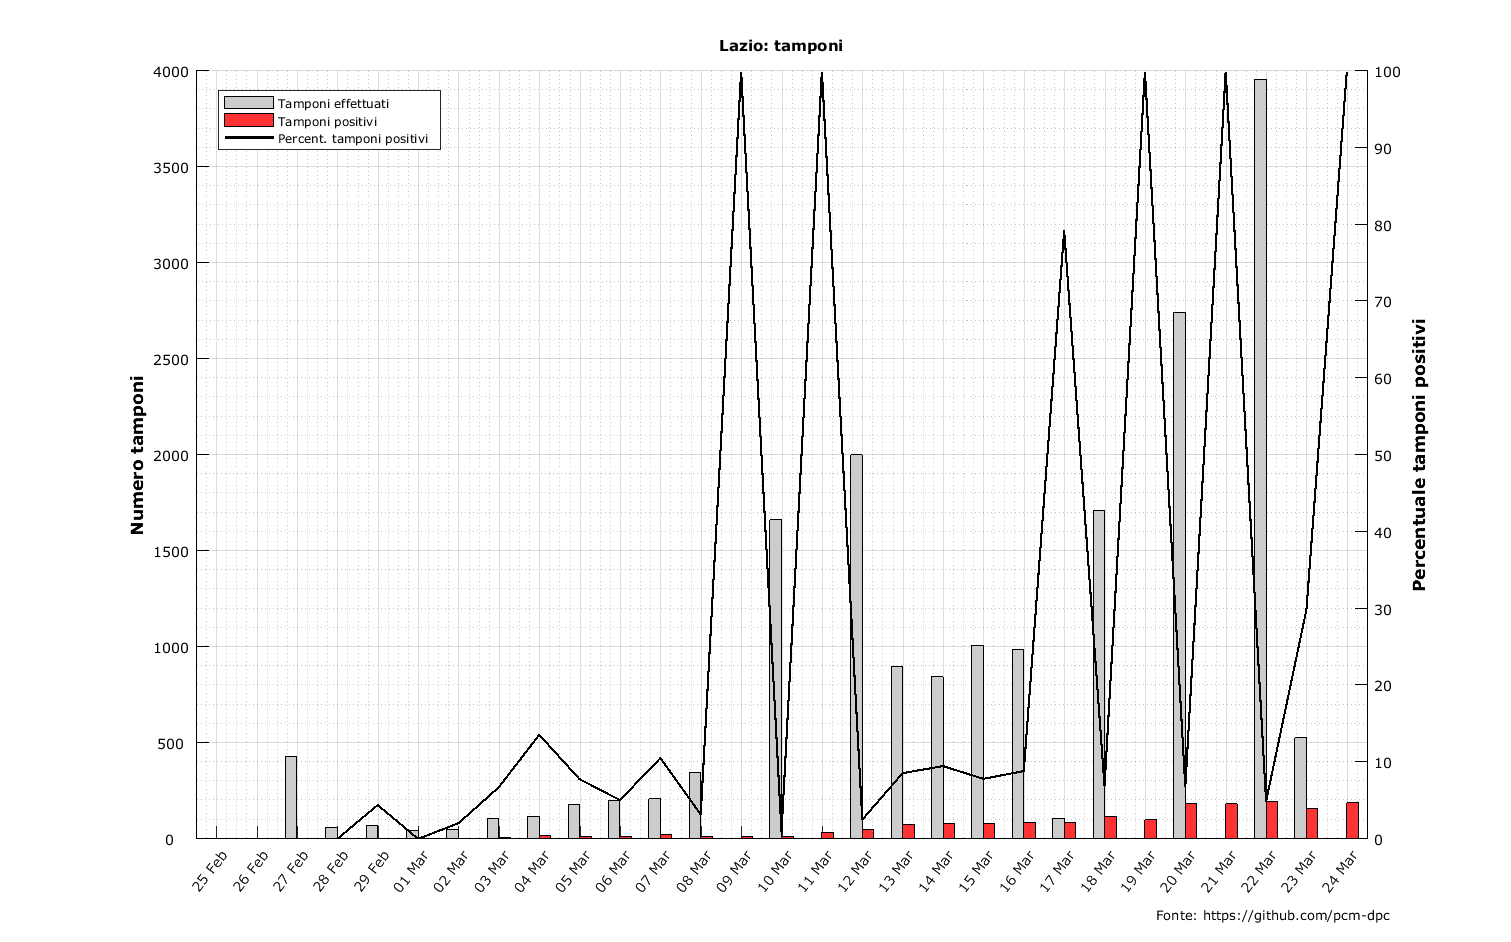 Lazio: tamponi
Tamponi effettuati
Tamponi positivi
Percent. tamponi positivi
Numero tamponi
4000
3500
3000
2500
2000
1500
1000
500
0
100
90
80
70
60
50
40
30
20
10
0
Percentuale tamponi positivi
25 Feb
26 Feb
27 Feb
28 Feb
29 Feb
01 Mar
02 Mar
03 Mar
04 Mar
05 Mar
06 Mar
07 Mar
08 Mar
09 Mar
10 Mar
11 Mar
12 Mar
13 Mar
14 Mar
15 Mar
16 Mar
17 Mar
18 Mar
19 Mar
20 Mar
21 Mar
22 Mar
23 Mar
24 Mar
Fonte: https://github.com/pcm-dpc